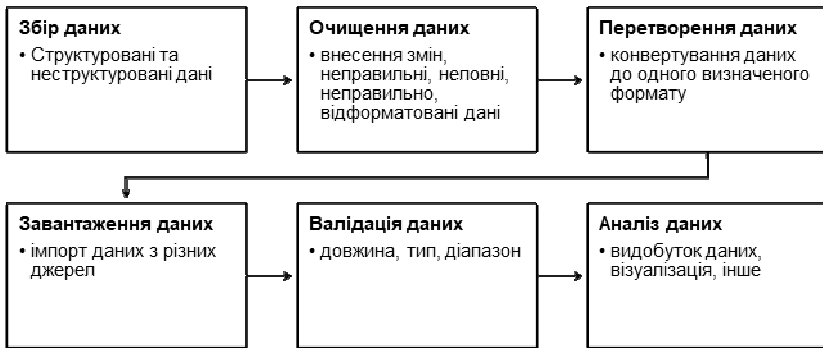 Збір даних
• Структуровані та
неструктуровані дані
Очищення даних
• внесення змін,
неправильні, неповні,
неправильно,
відформатовані дані
Перетворення даних
• конвертування даних
до одного визначеного
формату
Завантаження даних
• імпорт даних з різних
джерел
Валідація даних
• довжина, тип, діапазон
Аналіз даних
• видобуток даних,
візуалізація, інше